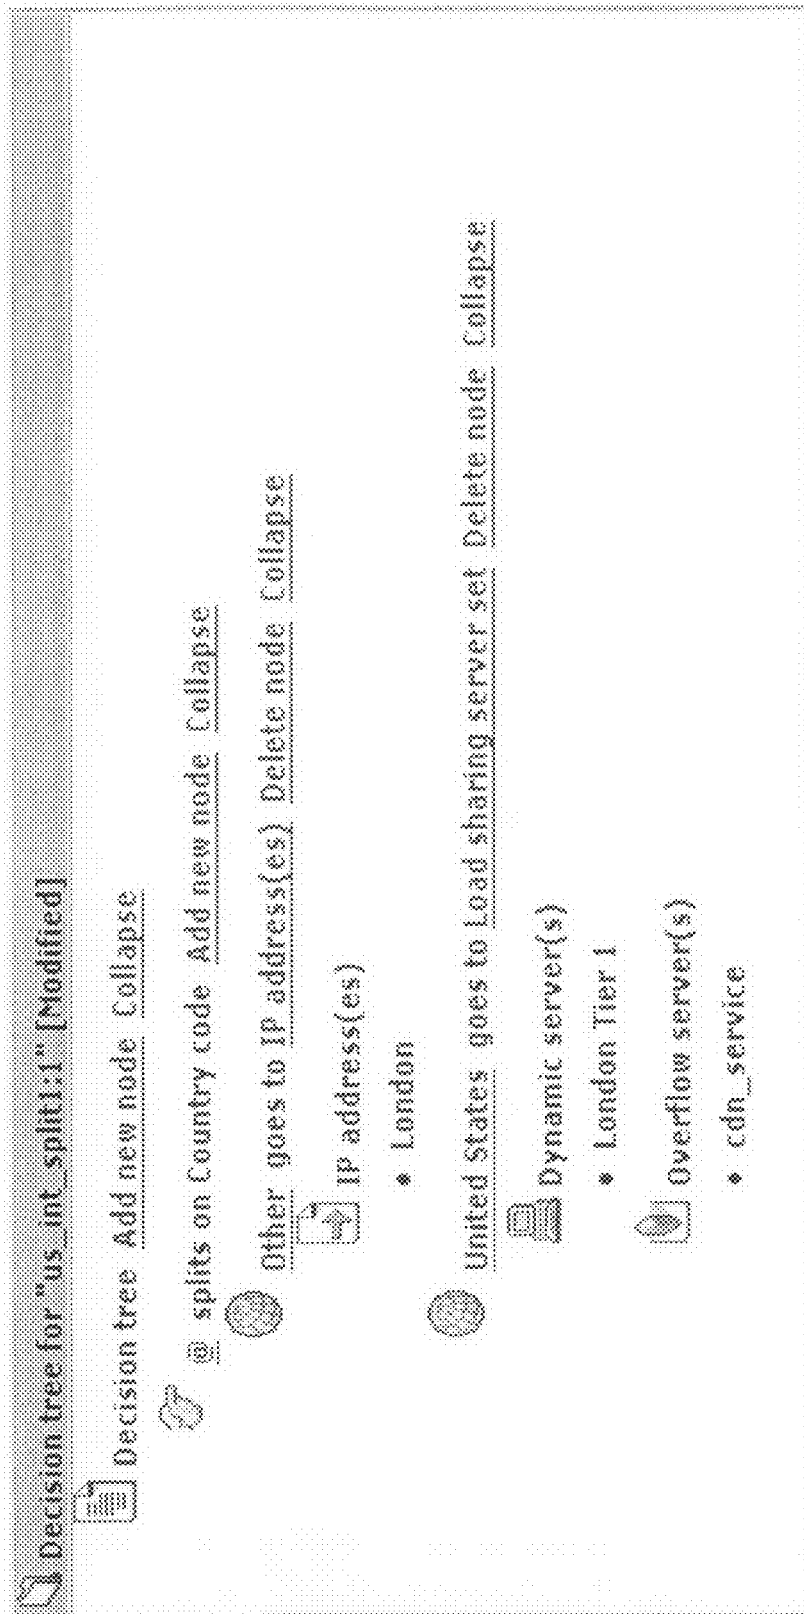 Decision tree for "us_int_split1:1" [Modified]
Decision tree Add new node Collapse
@ splits on Country code Add new node Collapse
Other goes to IP address(es) Delete node Collapse
IP address(es)
• London
United States goes to Load sharing server set Delete node Collapse
Dynamic server(s)
• London Tier 1
Overflow server(s)
• cdn_service